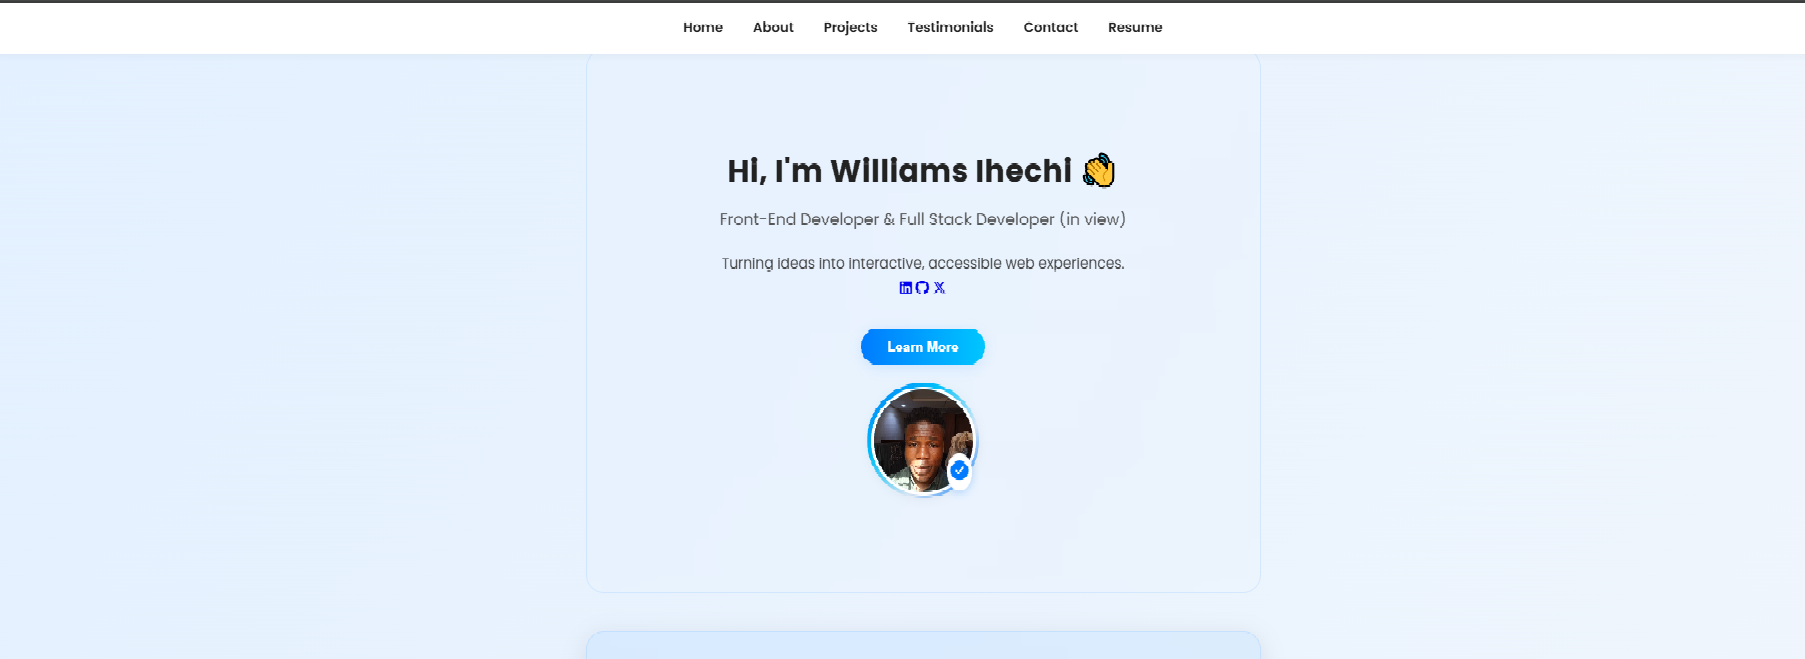 Home About Projects Testimonials Contact Resume
Hi, I'm Williams Ihechi 👋
Front-End Developer & Full Stack Developer (in view)
Turning ideas into interactive, accessible web experiences.
Learn More